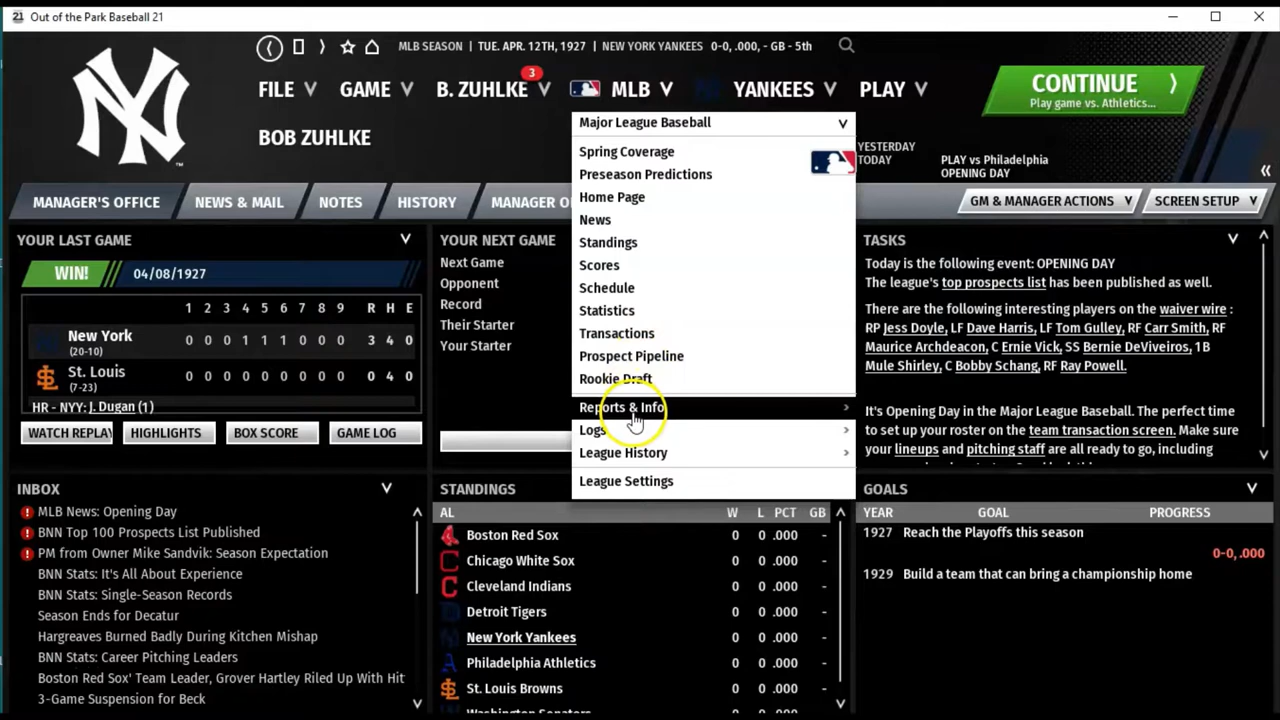 21 Out of the Park Baseball 21
MLB SEASON | TUE. APR. 12TH, 1927 | NEW YORK YANKEES 0-0, .000, - GB - 5th
FILE GAME B. ZUHLKE 3 MLB YANKEES PLAY
CONTINUE
Play game vs. Athletics...
BOB ZUHLKE
YESTERDAY
TODAY
PLAY vs Philadelphia
OPENING DAY
MANAGER'S OFFICE NEWS & MAIL NOTES HISTORY MANAGER O
GM & MANAGER ACTIONS SCREEN SETUP
Major League Baseball
Spring Coverage
Preseason Predictions
Home Page
News
Standings
Scores
Schedule
Statistics
Transactions
Prospect Pipeline
Rookie Draft
Reports & Info
Logs
League History
League Settings
YOUR LAST GAME
WIN! 04/08/1927
1 2 3 4 5 6 7 8 9 R H E
New York 0 0 0 1 1 1 0 0 0 3 4 0
(20-10)
St. Louis 0 0 0 0 0 0 0 0 0 0 4 0
(7-23)
HR - NYY: J. Dugan (1)
WATCH REPLAY HIGHLIGHTS BOX SCORE GAME LOG
YOUR NEXT GAME
Next Game
Opponent
Record
Their Starter
Your Starter
TASKS
Today is the following event: OPENING DAY
The league's top prospects list has been published as well.
There are the following interesting players on the waiver wire :
RP Jess Doyle, LF Dave Harris, LF Tom Gulley, RF Carr Smith, RF
Maurice Archdeacon, C Ernie Vick, SS Bernie DeViveiros, 1B
Mule Shirley, C Bobby Schang, RF Ray Powell.
It's Opening Day in the Major League Baseball. The perfect time
to set up your roster on the team transaction screen. Make sure
your lineups and pitching staff are all ready to go, including
INBOX
MLB News: Opening Day
BNN Top 100 Prospects List Published
PM from Owner Mike Sandvik: Season Expectation
BNN Stats: It's All About Experience
BNN Stats: Single-Season Records
Season Ends for Decatur
Hargreaves Burned Badly During Kitchen Mishap
BNN Stats: Career Pitching Leaders
Boston Red Sox' Team Leader, Grover Hartley Riled Up With Hit
3-Game Suspension for Beck
STANDINGS
AL W L PCT GB
Boston Red Sox 0 0 .000 -
Chicago White Sox 0 0 .000 -
Cleveland Indians 0 0 .000 -
Detroit Tigers 0 0 .000 -
New York Yankees 0 0 .000 -
Philadelphia Athletics 0 0 .000 -
St. Louis Browns 0 0 .000 -
Washington Senators 0 0 .000 -
GOALS
YEAR GOAL PROGRESS
1927 Reach the Playoffs this season
0-0, .000
1929 Build a team that can bring a championship home